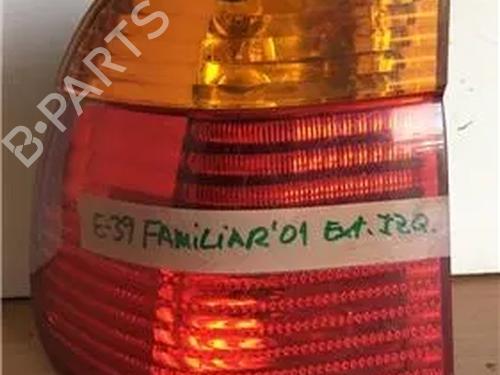 B-PARTS
E-39 FAMILIAR'01 Ext. IZQ.